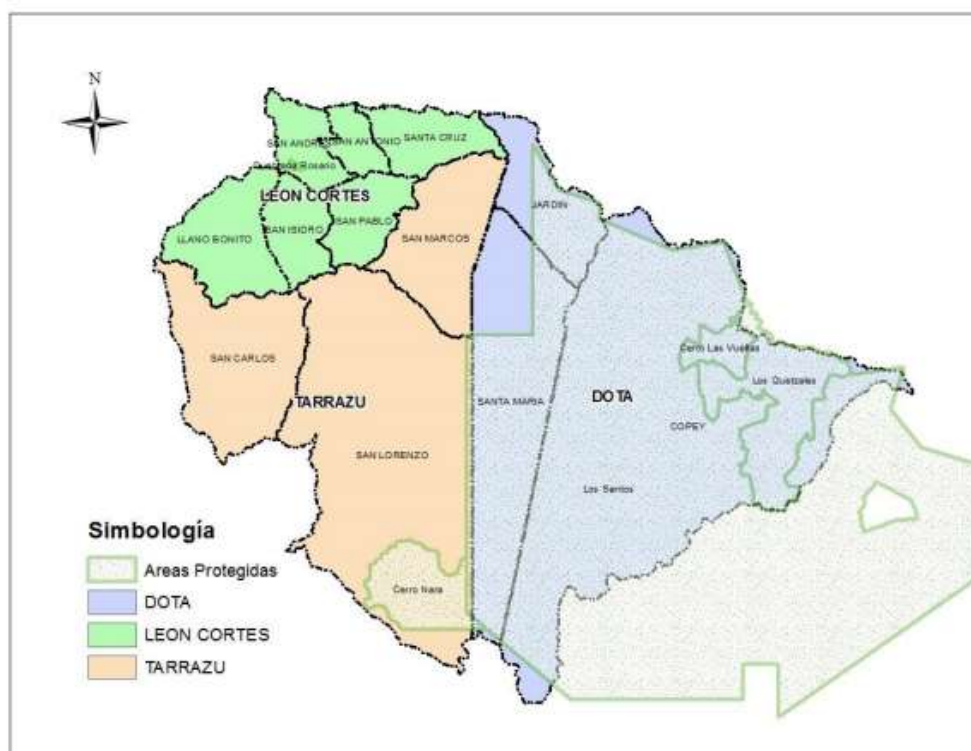 N
SAN ANDRES
SAN ANTONIO
SANTA CRUZ
Rosario
LEON CORTES
JARDIN
LLANO BONITO
SAN ISIDRO
SAN PABLO
SAN MARCOS
SAN CARLOS
Cerro Las Vueltas
Los Quetzales
TARRAZU
SANTA MARIA
DOTA
COPEY
SAN LORENZO
Los Santos
Cerro Nara
Simbología
Areas Protegidas
DOTA
LEON CORTES
TARRAZU